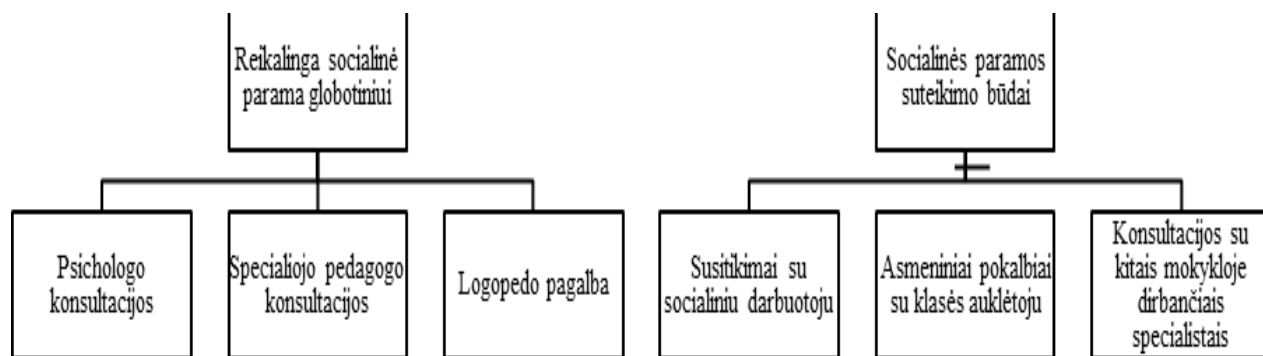 Reikalinga socialinė
parama globotiniui
Socialinės paramos
suteikimo būdai
Psichologo
konsultacijos
Specialiojo pedagogo
konsultacijos
Logopedo pagalba
Susitikimai su
socialiniu darbuotoju
Asmeniniai pokalbiai
su klasės auklėtoju
Konsultacijos su
kitais mokykloje
dirbančiais
specialistais